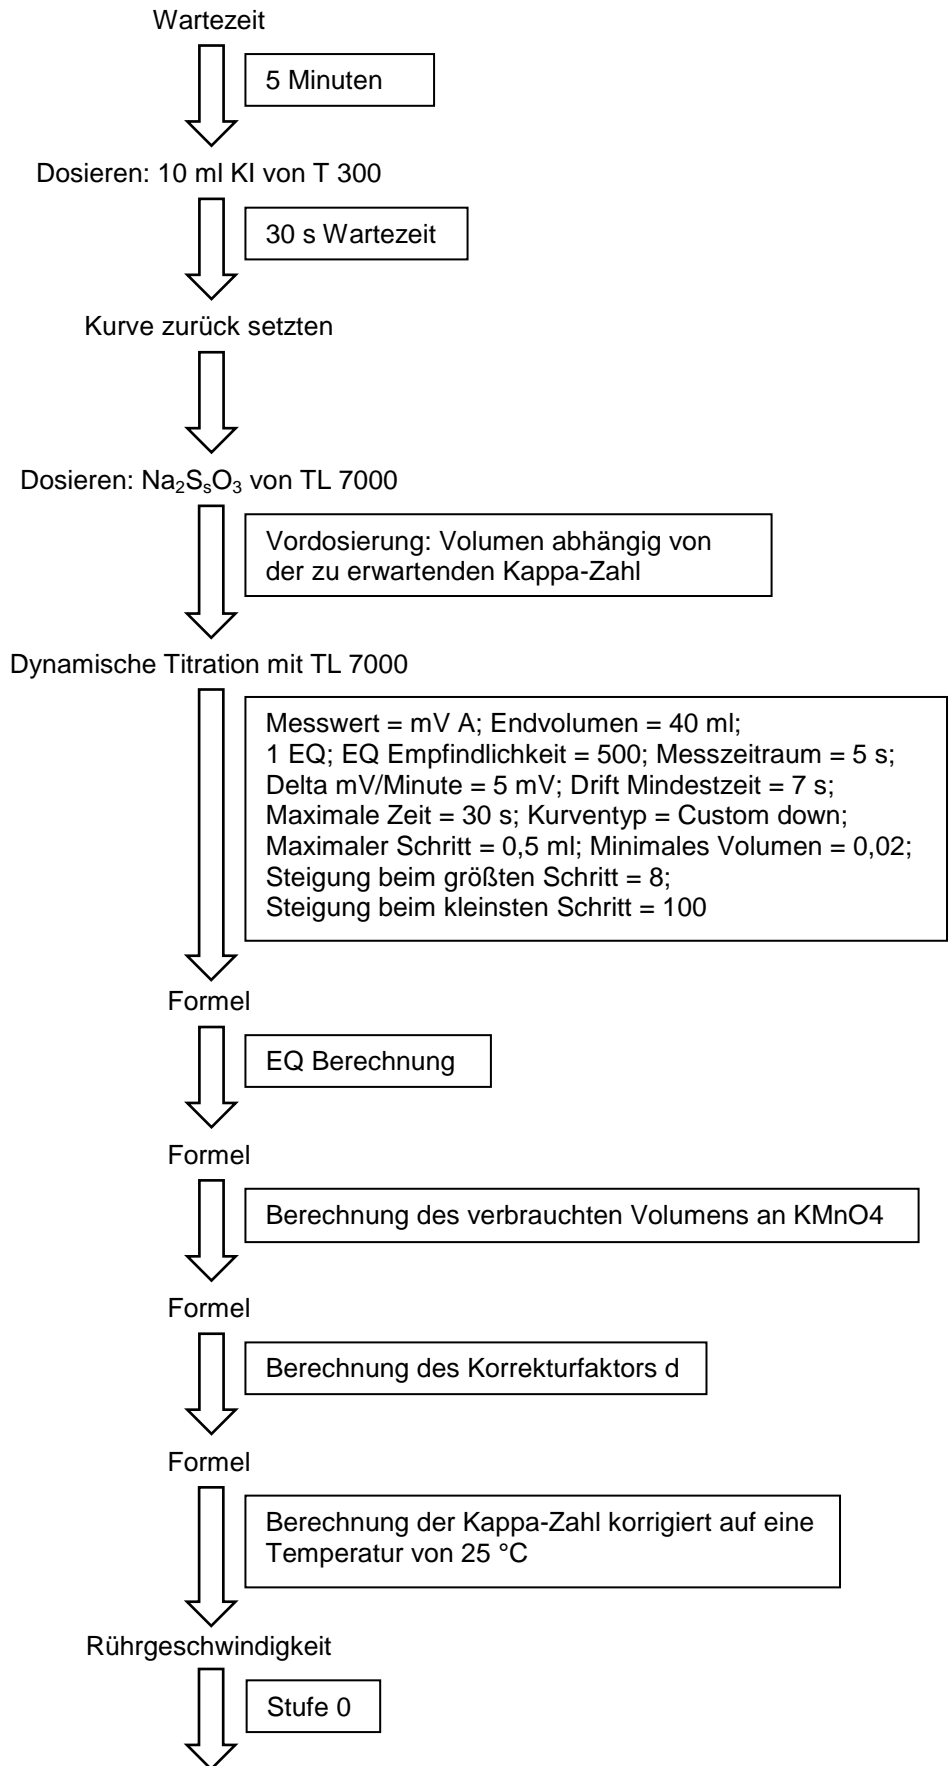 Wartezeit
5 Minuten
Dosieren: 10 ml KI von T 300
30 s Wartezeit
Kurve zurück setzten
Dosieren: Na₂SₛO₃ von TL 7000
Vordosierung: Volumen abhängig von
der zu erwartenden Kappa-Zahl
Dynamische Titration mit TL 7000
Messwert = mV A; Endvolumen = 40 ml;
1 EQ; EQ Empfindlichkeit = 500; Messzeitraum = 5 s;
Delta mV/Minute = 5 mV; Drift Mindestzeit = 7 s;
Maximale Zeit = 30 s; Kurventyp = Custom down;
Maximaler Schritt = 0,5 ml; Minimales Volumen = 0,02;
Steigung beim größten Schritt = 8;
Steigung beim kleinsten Schritt = 100
Formel
EQ Berechnung
Formel
Berechnung des verbrauchten Volumens an KMnO4
Formel
Berechnung des Korrekturfaktors d
Formel
Berechnung der Kappa-Zahl korrigiert auf eine
Temperatur von 25 °C
Rührgeschwindigkeit
Stufe 0